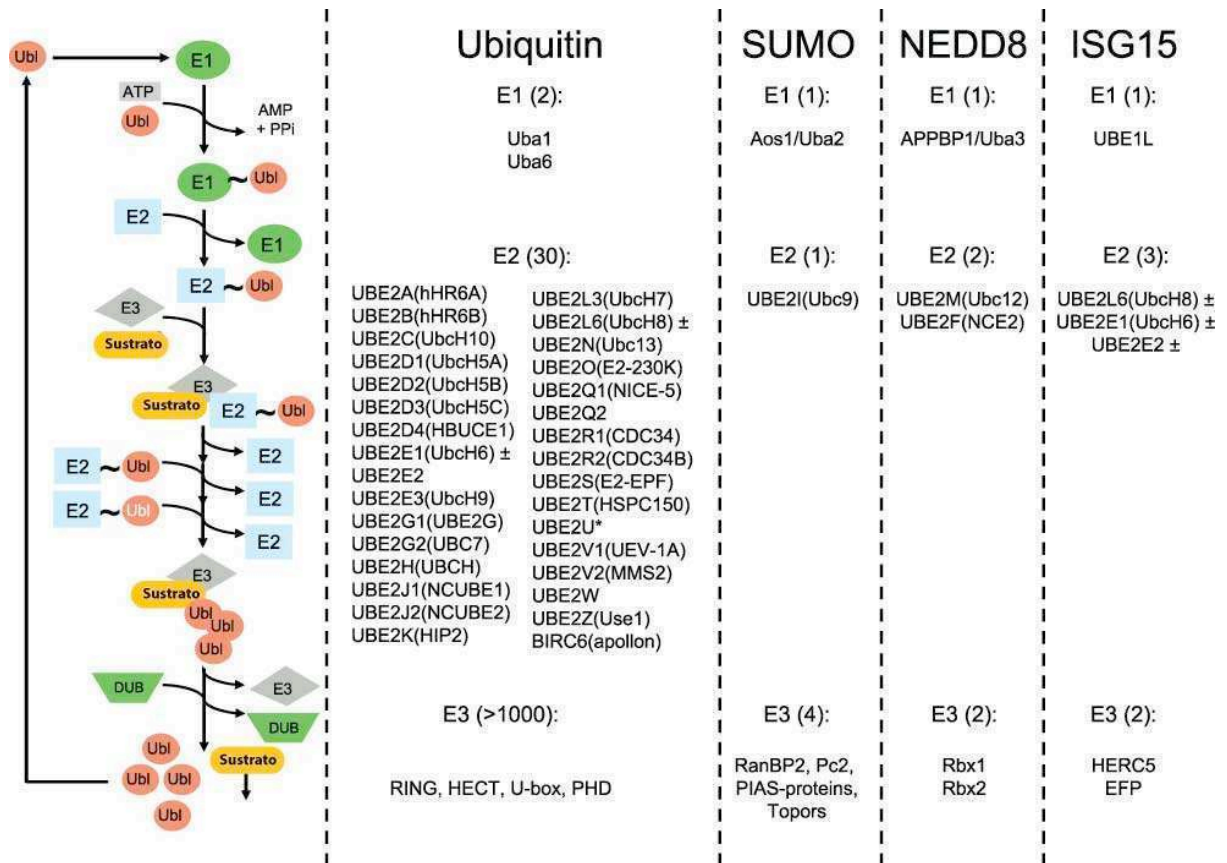 Ubl
E1
ATP
Ubl
AMP
+ PPi
E1 ~ Ubl
E2
E1
E2 ~ Ubl
E3
Sustrato
E3
Sustrato
E2 ~ Ubl
E2
E2 ~ Ubl
E2
E2 ~ Ubl
E2
E3
Sustrato
Ubl
Ubl
Ubl
DUB
E3
DUB
Ubl
Sustrato
Ubl
Ubl
Ubl
Ubiquitin
E1 (2):
Uba1
Uba6
E2 (30):
UBE2A(hHR6A)
UBE2B(hHR6B)
UBE2C(UbcH10)
UBE2D1(UbcH5A)
UBE2D2(UbcH5B)
UBE2D3(UbcH5C)
UBE2D4(HBUCE1)
UBE2E1(UbcH6) ±
UBE2E2
UBE2E3(UbcH9)
UBE2G1(UBE2G)
UBE2G2(UBC7)
UBE2H(UBCH)
UBE2J1(NCUBE1)
UBE2J2(NCUBE2)
UBE2K(HIP2)
UBE2L3(UbcH7)
UBE2L6(UbcH8) ±
UBE2N(Ubc13)
UBE2O(E2-230K)
UBE2Q1(NICE-5)
UBE2Q2
UBE2R1(CDC34)
UBE2R2(CDC34B)
UBE2S(E2-EPF)
UBE2T(HSPC150)
UBE2U*
UBE2V1(UEV-1A)
UBE2V2(MMS2)
UBE2W
UBE2Z(Use1)
BIRC6(apollon)
E3 (>1000):
RING, HECT, U-box, PHD
SUMO
E1 (1):
Aos1/Uba2
E2 (1):
UBE2I(Ubc9)
E3 (4):
RanBP2, Pc2,
PIAS-proteins,
Topors
NEDD8
E1 (1):
APPBP1/Uba3
E2 (2):
UBE2M(Ubc12)
UBE2F(NCE2)
E3 (2):
Rbx1
Rbx2
ISG15
E1 (1):
UBE1L
E2 (3):
UBE2L6(UbcH8) ±
UBE2E1(UbcH6) ±
UBE2E2 ±
E3 (2):
HERC5
EFP